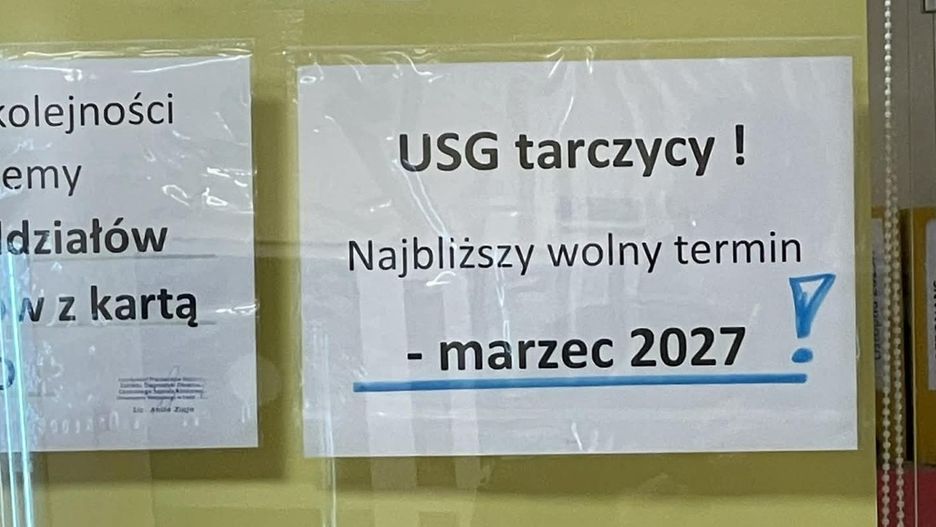 kolejności
emy
działów
w z kartą
USG tarczycy !
Najbliższy wolny termin
- marzec 2027 !